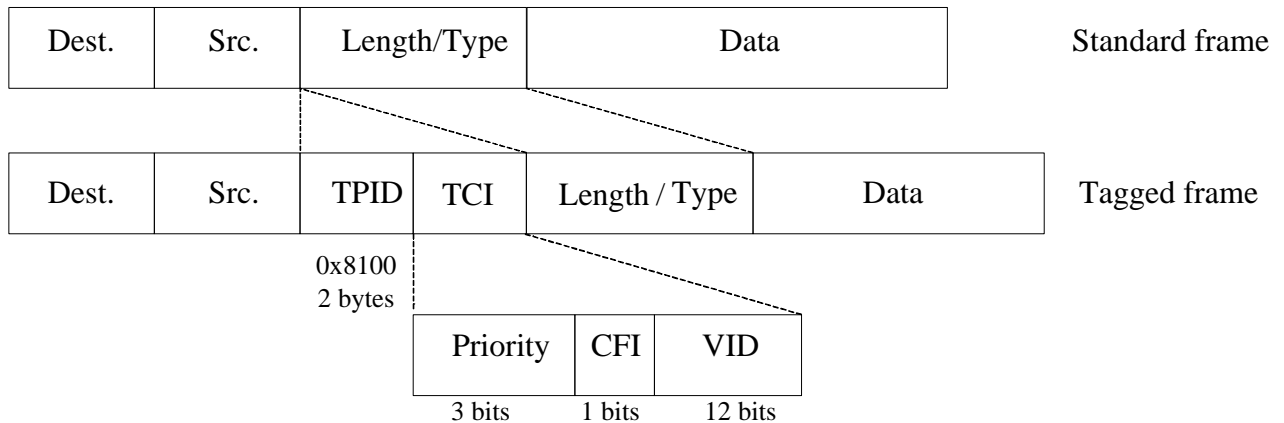 Dest. Src. Length/Type Data Standard frame
Dest. Src. TPID TCI Length / Type Data Tagged frame
0x8100
2 bytes
Priority CFI VID
3 bits 1 bits 12 bits